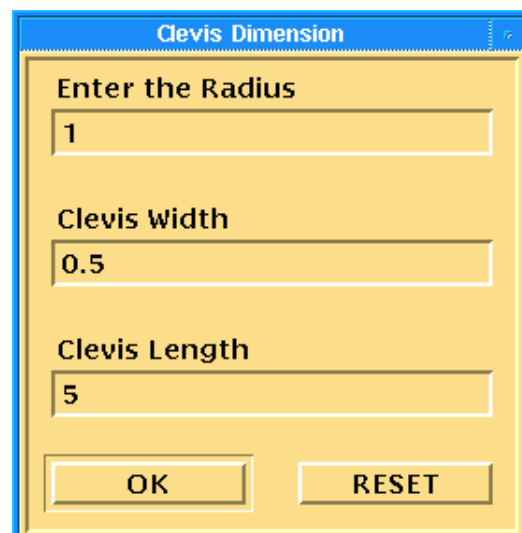 Clevis Dimension
Enter the Radius
1
Clevis Width
0.5
Clevis Length
5
OK RESET